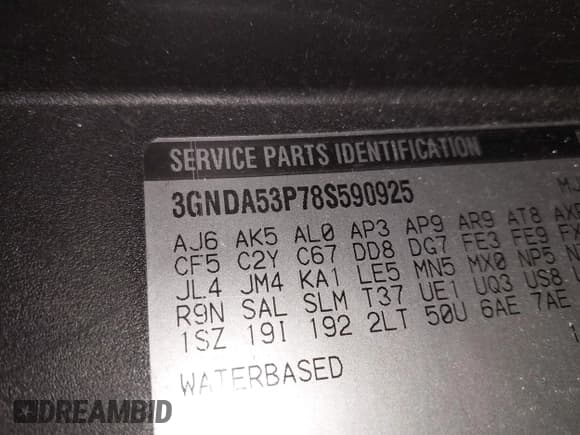 SERVICE PARTS IDENTIFICATION
3GNDA53P78S590925
AJ6 AK5 AL0 AP3 AP9 AR9 AT8
CF5 C2Y C67 DD8 DG7 FE3 FE9
JL4 JM4 KA1 LE5 MN5 MX0 NP5
R9N SAL SLM T37 UE1 UQ3 US8
1SZ 19I 192 2LT 50U 6AE 7AE
WATERBASED
DREAMBID